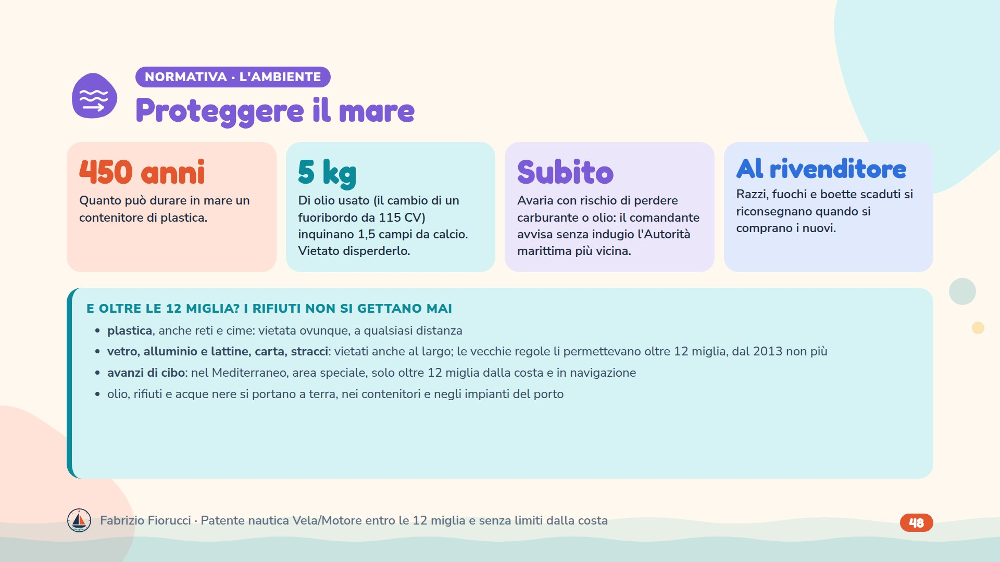 NORMATIVA · L'AMBIENTE
Proteggere il mare
450 anni
Quanto può durare in mare un
contenitore di plastica.
5 kg
Di olio usato (il cambio di un
fuoribordo da 115 CV)
inquinano 1,5 campi da calcio.
Vietato disperderlo.
Subito
Avaria con rischio di perdere
carburante o olio: il comandante
avvisa senza indugio l'Autorità
marittima più vicina.
Al rivenditore
Razzi, fuochi e boette scaduti si
riconsegnano quando si
comprano i nuovi.
E OLTRE LE 12 MIGLIA? I RIFIUTI NON SI GETTANO MAI
• plastica, anche reti e cime: vietata ovunque, a qualsiasi distanza
• vetro, alluminio e lattine, carta, stracci: vietati anche al largo; le vecchie regole li permettevano oltre 12 miglia, dal 2013 non più
• avanzi di cibo: nel Mediterraneo, area speciale, solo oltre 12 miglia dalla costa e in navigazione
• olio, rifiuti e acque nere si portano a terra, nei contenitori e negli impianti del porto
Fabrizio Fiorucci · Patente nautica Vela/Motore entro le 12 miglia e senza limiti dalla costa
48